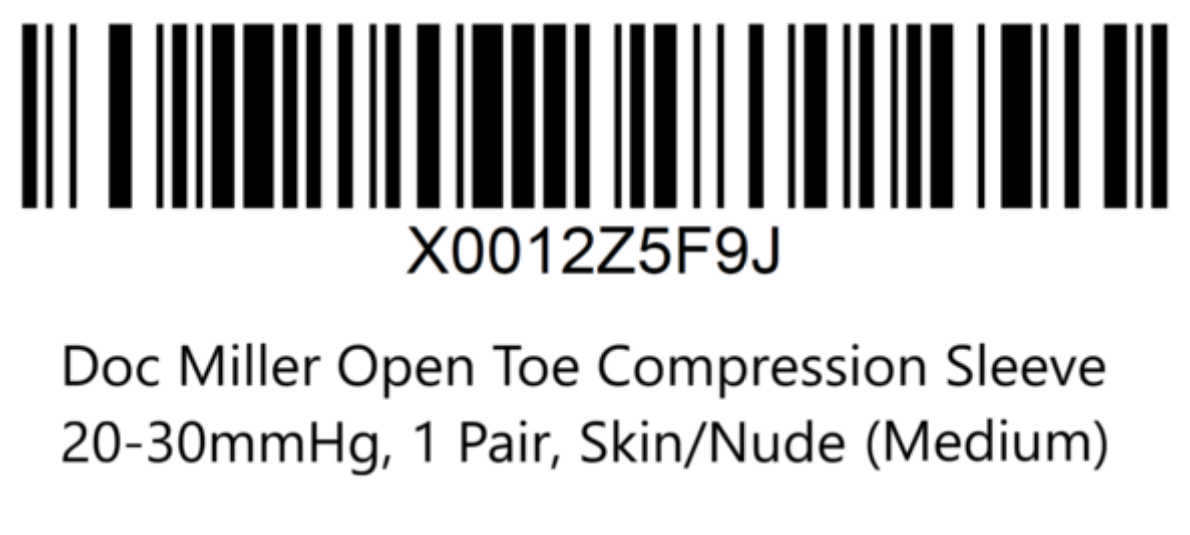 X0012Z5F9J
Doc Miller Open Toe Compression Sleeve
20-30mmHg, 1 Pair, Skin/Nude (Medium)